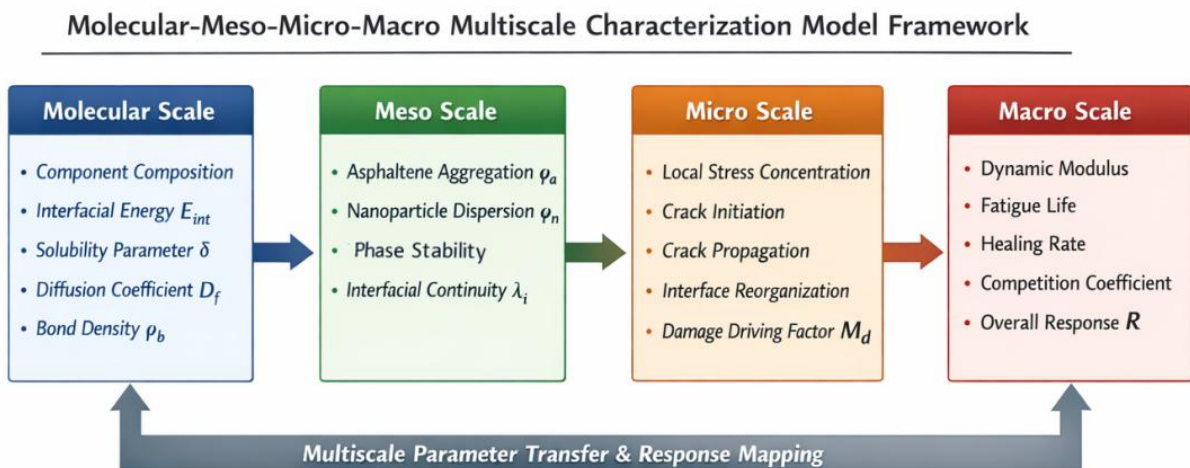 Molecular-Meso-Micro-Macro Multiscale Characterization Model Framework
Molecular Scale
• Component Composition
• Interfacial Energy E_int
• Solubility Parameter δ
• Diffusion Coefficient D_f
• Bond Density ρ_b
Meso Scale
• Asphaltene Aggregation φ_a
• Nanoparticle Dispersion φ_n
• Phase Stability
• Interfacial Continuity λ_i
Micro Scale
• Local Stress Concentration
• Crack Initiation
• Crack Propagation
• Interface Reorganization
• Damage Driving Factor M_d
Macro Scale
• Dynamic Modulus
• Fatigue Life
• Healing Rate
• Competition Coefficient
• Overall Response R
Multiscale Parameter Transfer & Response Mapping